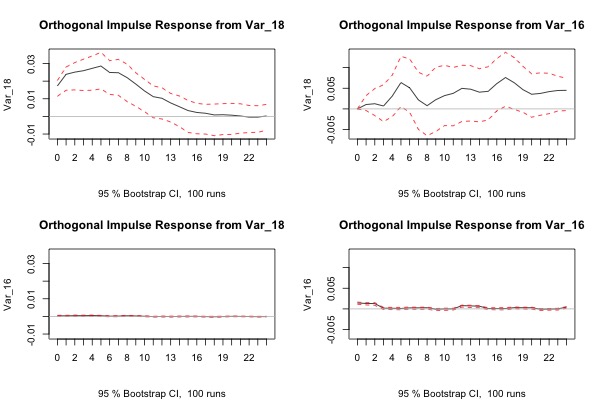 Orthogonal Impulse Response from Var_18
Var_18
0.03
0.01
-0.01
0 2 4 6 8 10 13 16 19 22
95 % Bootstrap CI, 100 runs
Orthogonal Impulse Response from Var_16
Var_18
0.005
-0.005
0 2 4 6 8 10 13 16 19 22
95 % Bootstrap CI, 100 runs
Orthogonal Impulse Response from Var_18
Var_16
0.03
0.01
-0.01
0 2 4 6 8 10 13 16 19 22
95 % Bootstrap CI, 100 runs
Orthogonal Impulse Response from Var_16
Var_16
0.005
-0.005
0 2 4 6 8 10 13 16 19 22
95 % Bootstrap CI, 100 runs